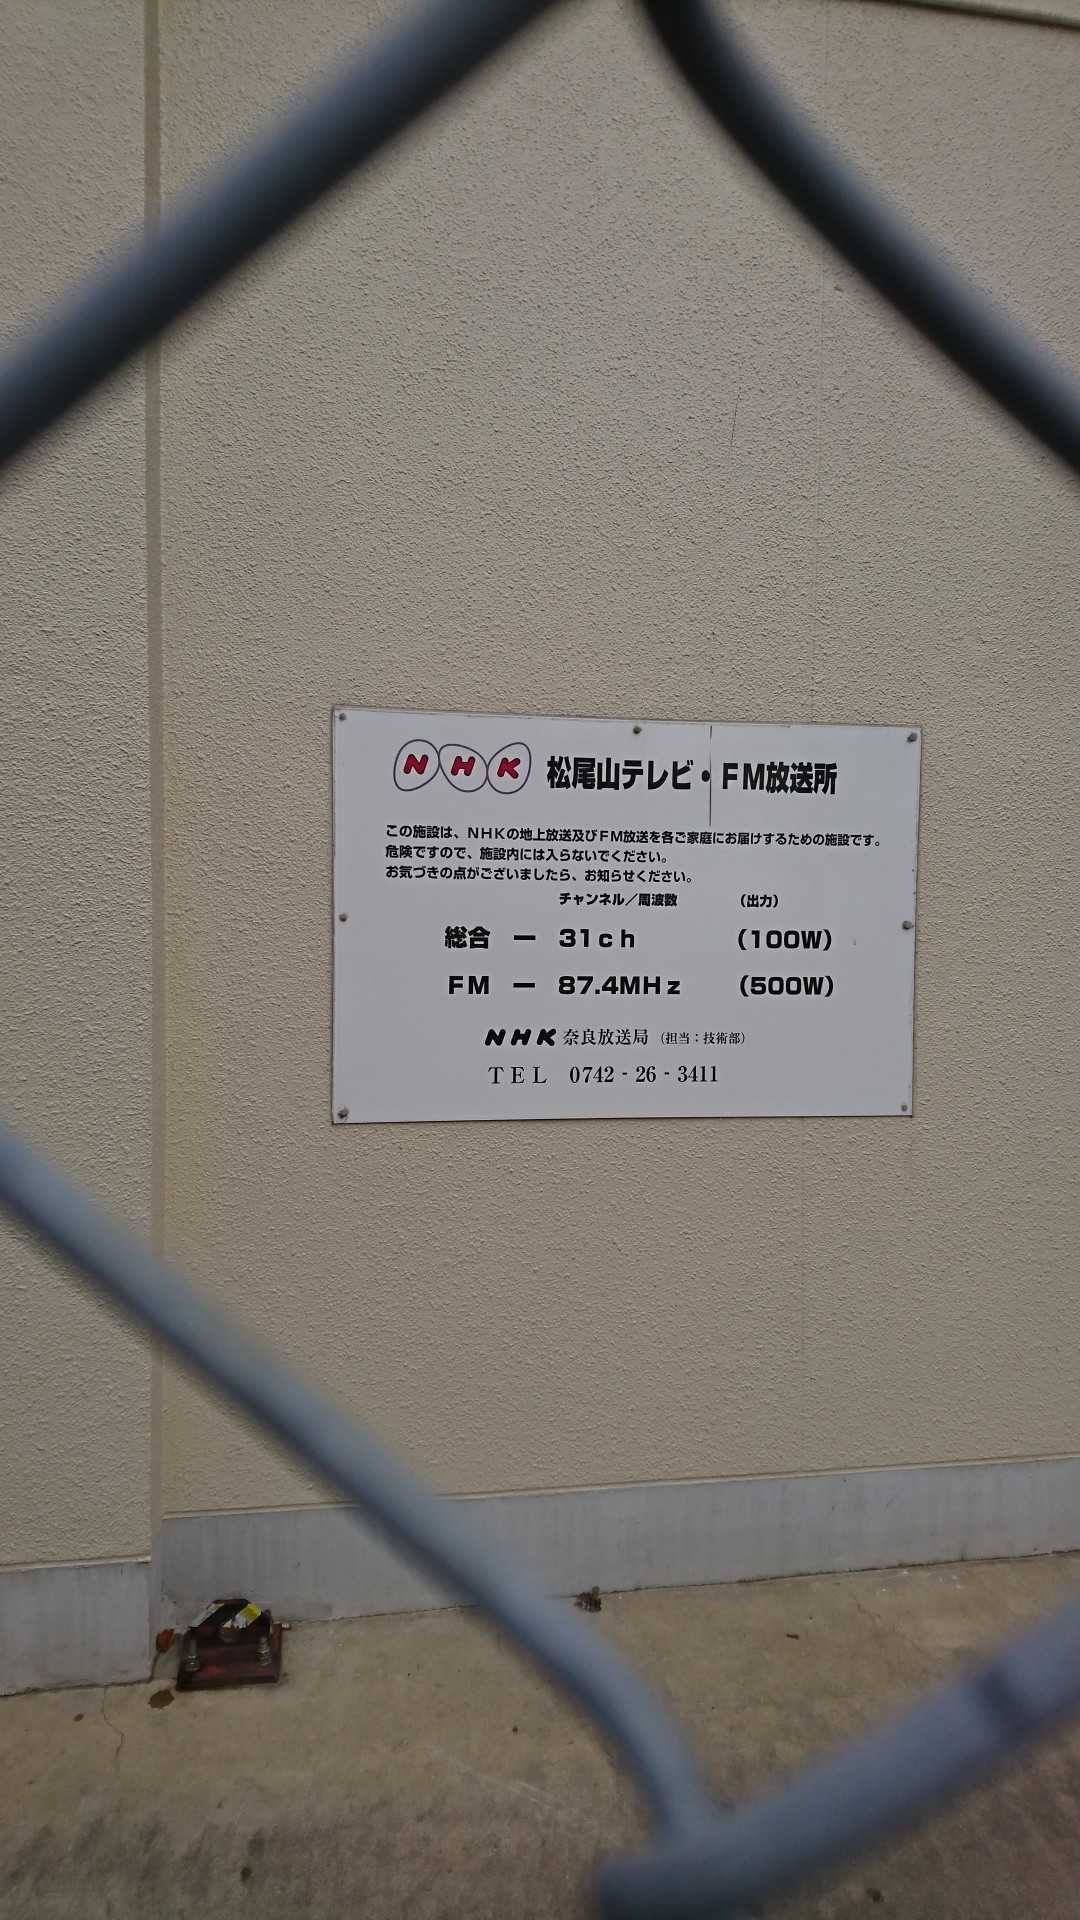 NHK 松尾山テレビ・FM放送所
この施設は、NHKの地上放送及びFM放送を各ご家庭にお届けするための施設です。
危険ですので、施設内には入らないでください。
お気づきの点がございましたら、お知らせください。
チャンネル／周波数 （出力）
総合 ー 31ch （100W）
FM ー 87.4MHz （500W）
NHK奈良放送局（担当：技術部）
TEL 0742-26-3411